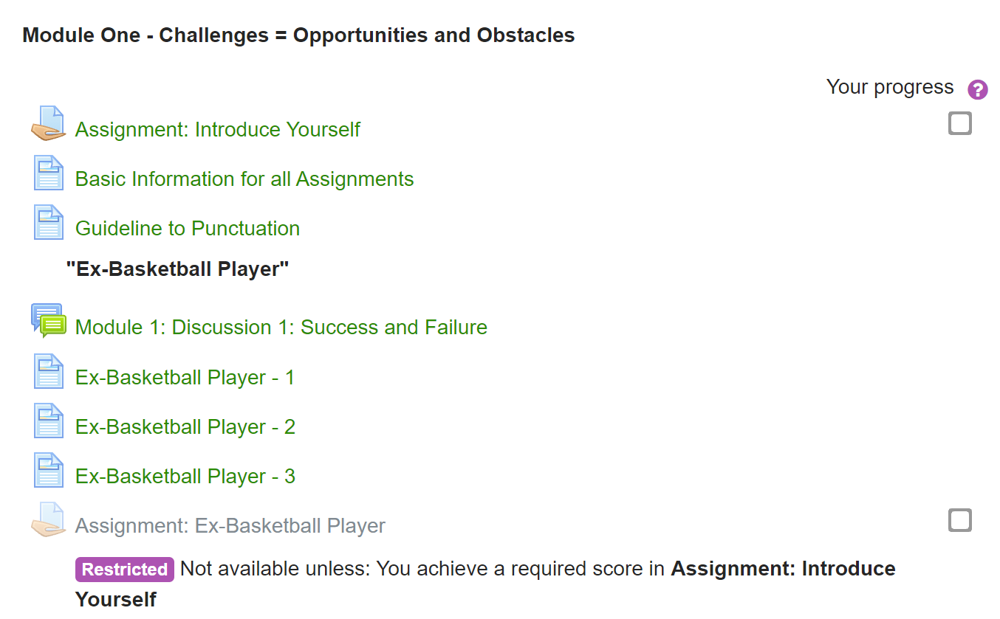 Module One - Challenges = Opportunities and Obstacles
Your progress ?
Assignment: Introduce Yourself
Basic Information for all Assignments
Guideline to Punctuation
"Ex-Basketball Player"
Module 1: Discussion 1: Success and Failure
Ex-Basketball Player - 1
Ex-Basketball Player - 2
Ex-Basketball Player - 3
Assignment: Ex-Basketball Player
Restricted Not available unless: You achieve a required score in Assignment: Introduce
Yourself